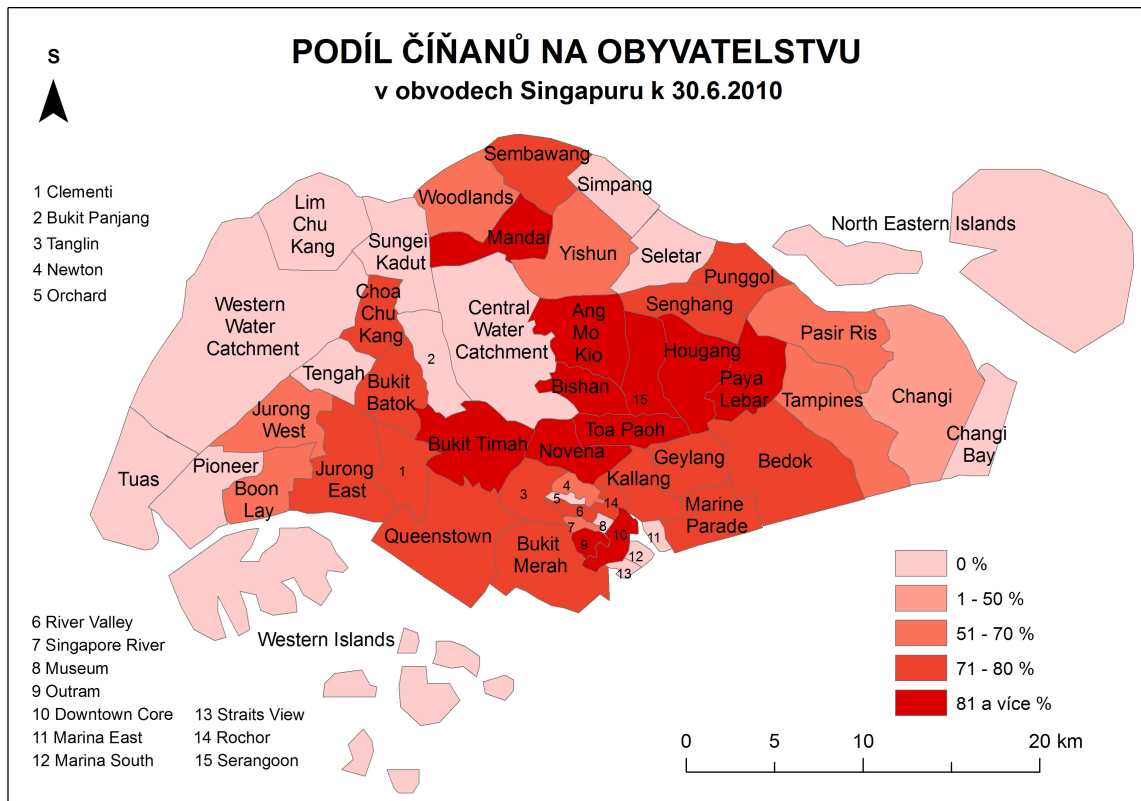 PODÍL ČÍŇANŮ NA OBYVATELSTVU
v obvodech Singapuru k 30.6.2010
S
1 Clementi
2 Bukit Panjang
3 Tanglin
4 Newton
5 Orchard
Sembawang
Simpang
Woodlands
Lim
Chu
Kang
Sungei
Kadut
Mandai
Yishun
Seletar
North Eastern Islands
Punggol
Western
Water
Catchment
Choa
Chu
Kang
Central
Water
Catchment
Ang
Mo
Kio
Senghang
Pasir Ris
Hougang
2
Tengah
Bukit
Batok
Bishan
15
Paya
Lebar
Tampines
Changi
Jurong
West
Bukit Timah
Novena
Toa Paoh
Changi
Bay
Tuas
Pioneer
Boon
Lay
Jurong
East
1
Geylang
Bedok
Kallang
3
4
5
6
14
Marine
Parade
Queenstown
Bukit
Merah
7
8
9
10
11
12
13
Western Islands
0 %
1 - 50 %
51 - 70 %
71 - 80 %
81 a více %
6 River Valley
7 Singapore River
8 Museum
9 Outram
10 Downtown Core
11 Marina East
12 Marina South
13 Straits View
14 Rochor
15 Serangoon
0 5 10 20 km